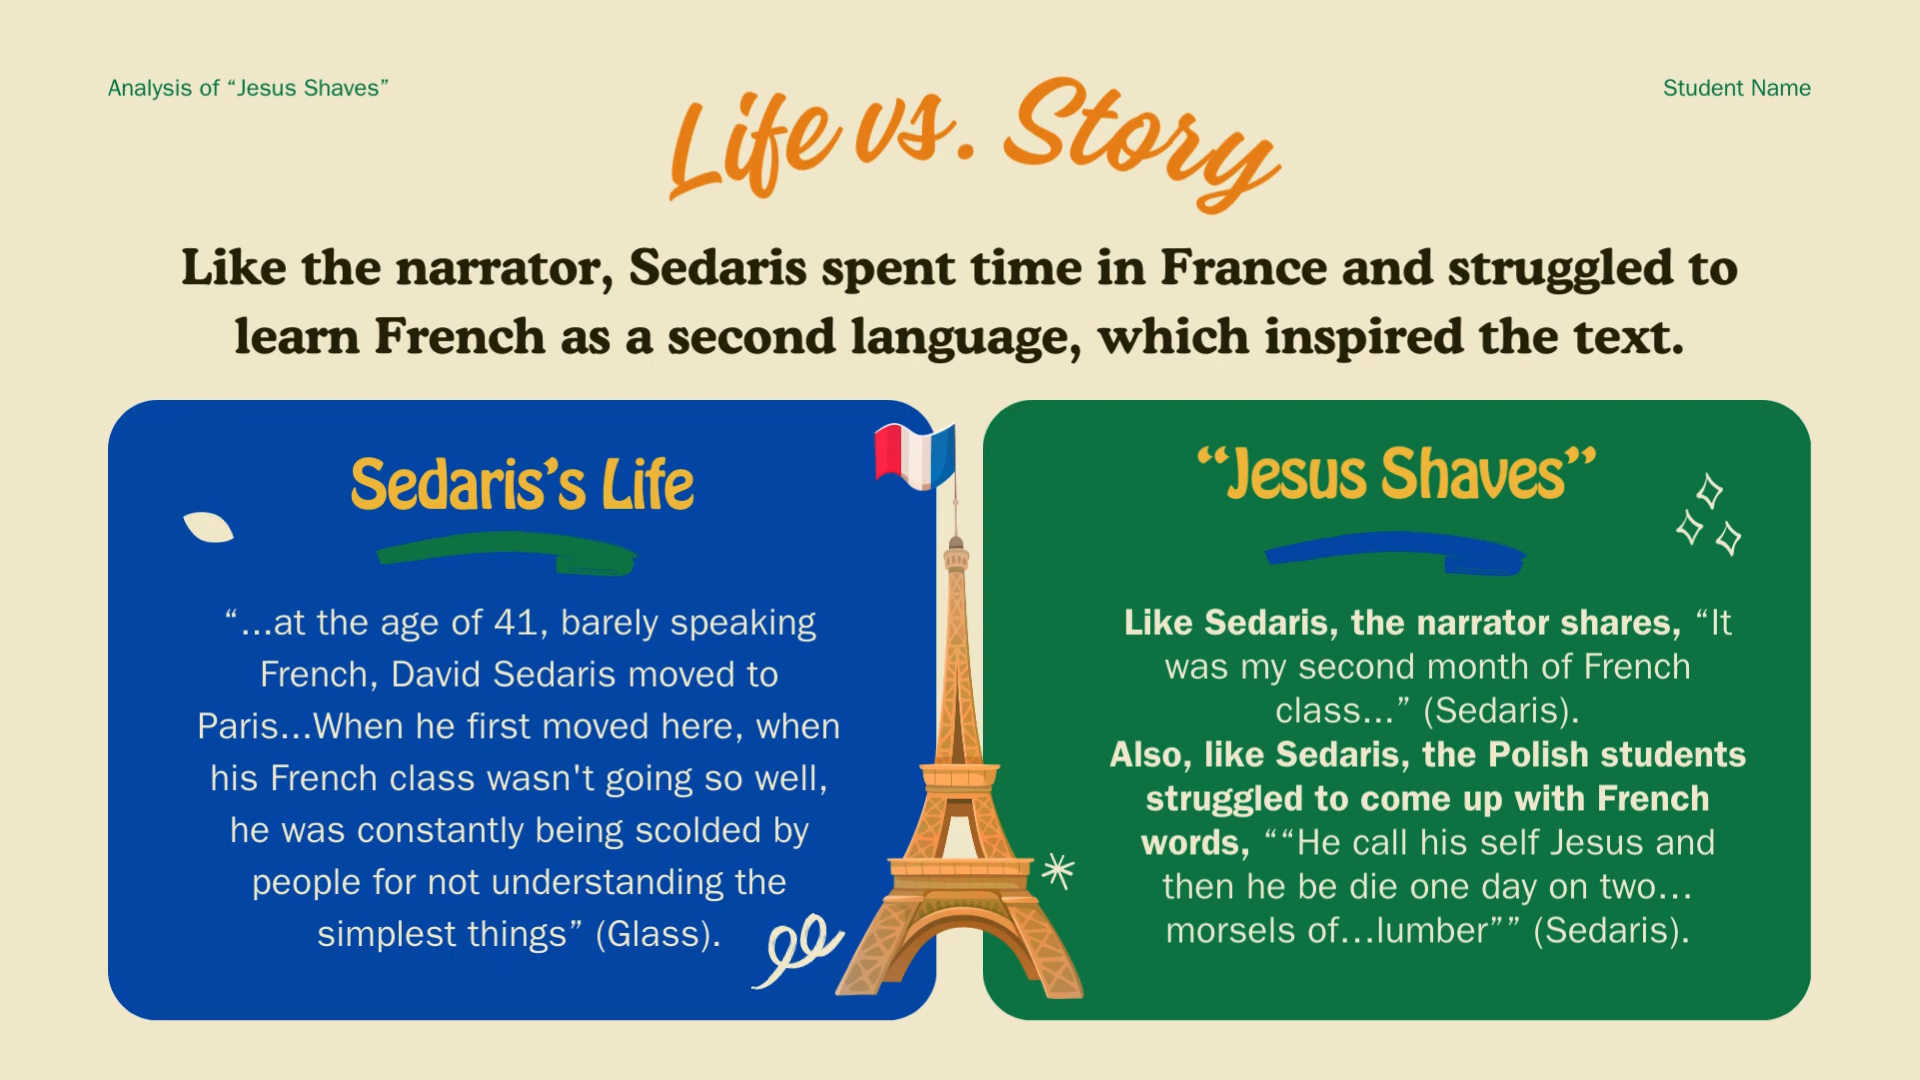 Analysis of “Jesus Shaves”
Student Name
Life vs. Story
Like the narrator, Sedaris spent time in France and struggled to
learn French as a second language, which inspired the text.
Sedaris’s Life
“...at the age of 41, barely speaking
French, David Sedaris moved to
Paris...When he first moved here, when
his French class wasn't going so well,
he was constantly being scolded by
people for not understanding the
simplest things” (Glass).
“Jesus Shaves”
Like Sedaris, the narrator shares, “It
was my second month of French
class...” (Sedaris).
Also, like Sedaris, the Polish students
struggled to come up with French
words, ““He call his self Jesus and
then he be die one day on two...
morsels of...lumber”” (Sedaris).